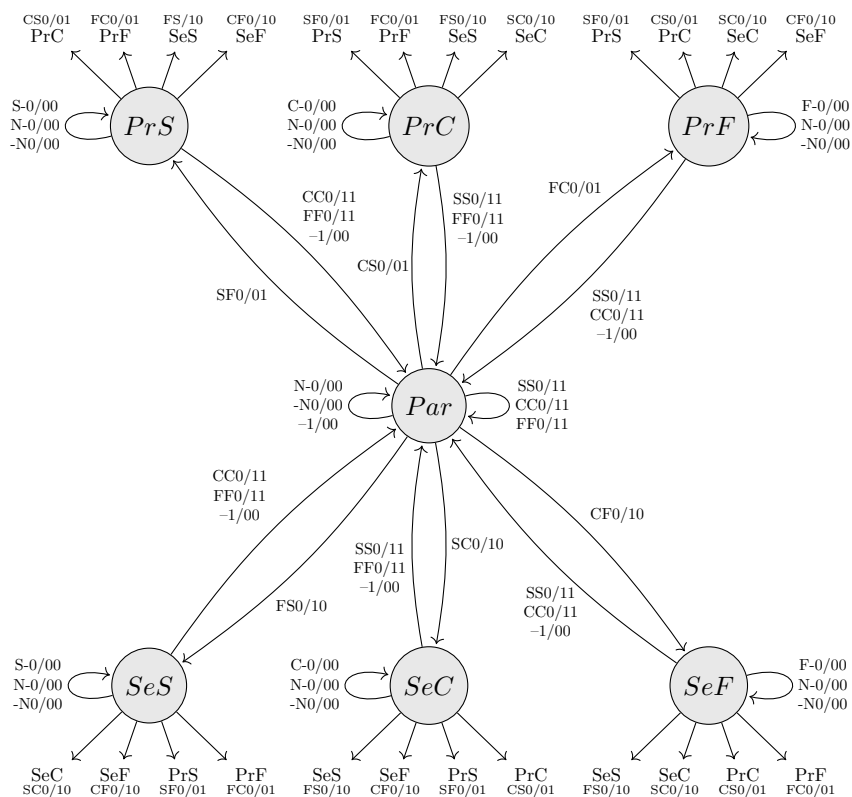 CS0/01 FC0/01 FS/10 CF0/10
PrC PrF SeS SeF
SF0/01 FC0/01 FS0/10 SC0/10
PrS PrF SeS SeC
SF0/01 CS0/01 SC0/10 CF0/10
PrS PrC SeC SeF
S-0/00
N-0/00
-N0/00
PrS
C-0/00
N-0/00
-N0/00
PrC
PrF
F-0/00
N-0/00
-N0/00
CC0/11
FF0/11
–1/00
SS0/11
FF0/11
–1/00
FC0/01
CS0/01
SF0/01
SS0/11
CC0/11
–1/00
N-0/00
-N0/00
–1/00
Par
SS0/11
CC0/11
FF0/11
CC0/11
FF0/11
–1/00
FS0/10
SS0/11
FF0/11
–1/00
SC0/10
CF0/10
SS0/11
CC0/11
–1/00
S-0/00
N-0/00
-N0/00
SeS
C-0/00
N-0/00
-N0/00
SeC
SeF
F-0/00
N-0/00
-N0/00
SeC SeF PrS PrF
SC0/10 CF0/10 SF0/01 FC0/01
SeS SeF PrS PrC
FS0/10 CF0/10 SF0/01 CS0/01
SeS SeC PrC PrF
FS0/10 SC0/10 CS0/01 FC0/01